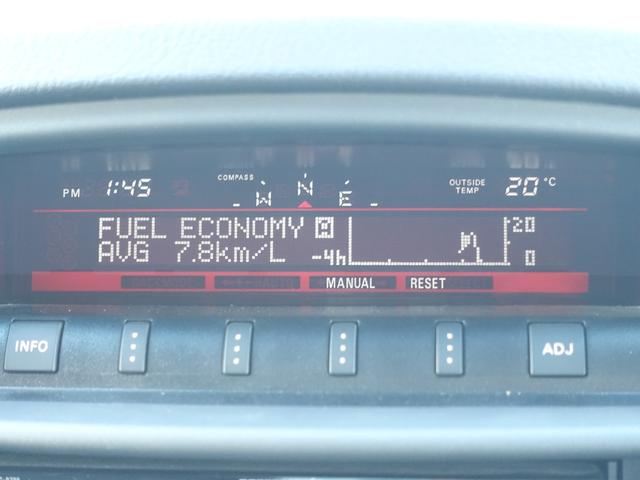 COMPASS
PM 1:45 W N E OUTSIDE TEMP 20 °C
FUEL ECONOMY M 20
AVG 7.8km/L -4h 0
MANUAL RESET
INFO ADJ